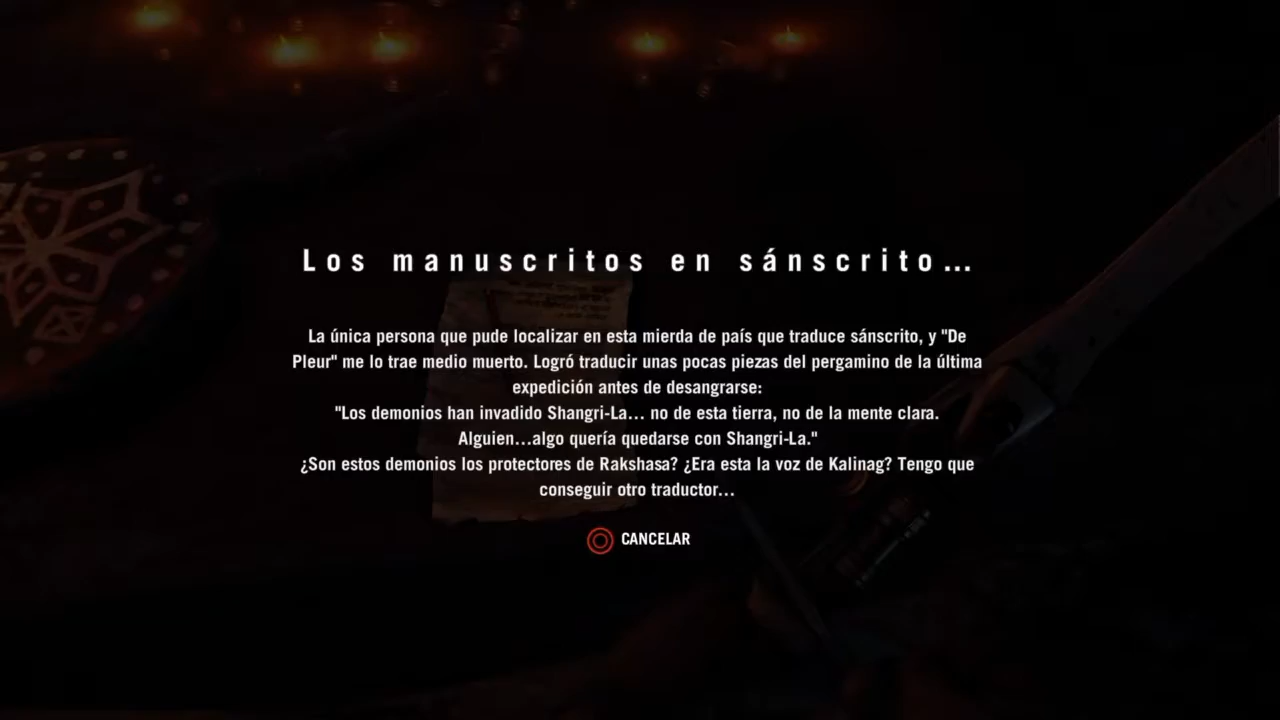 Los manuscritos en sánscrito...
La única persona que pude localizar en esta mierda de país que traduce sánscrito, y "De
Pleur" me lo trae medio muerto. Logró traducir unas pocas piezas del pergamino de la última
expedición antes de desangrarse:
"Los demonios han invadido Shangri-La... no de esta tierra, no de la mente clara.
Alguien...algo quería quedarse con Shangri-La."
¿Son estos demonios los protectores de Rakshasa? ¿Era esta la voz de Kalinag? Tengo que
conseguir otro traductor...
CANCELAR